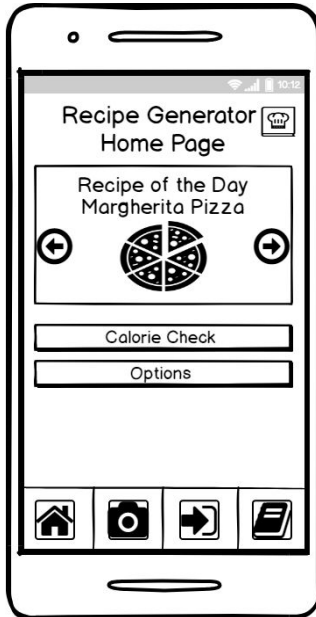 10:12
Recipe Generator
Home Page
Recipe of the Day
Margherita Pizza
Calorie Check
Options